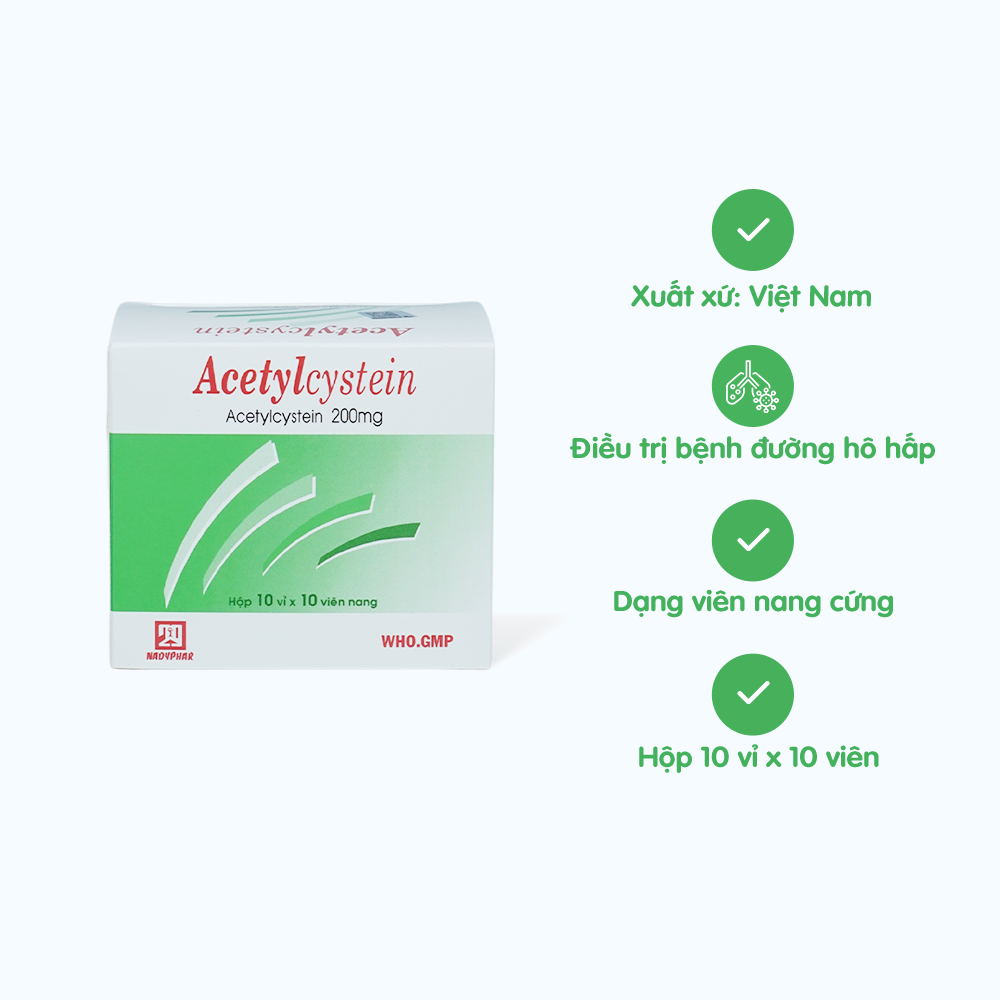 Acetylcystein
Acetylcystein
Acetylcystein 200mg
Hộp 10 vỉ x 10 viên nang
NADYPHAR
WHO.GMP
Xuất xứ: Việt Nam
Điều trị bệnh đường hô hấp
Dạng viên nang cứng
Hộp 10 vỉ x 10 viên